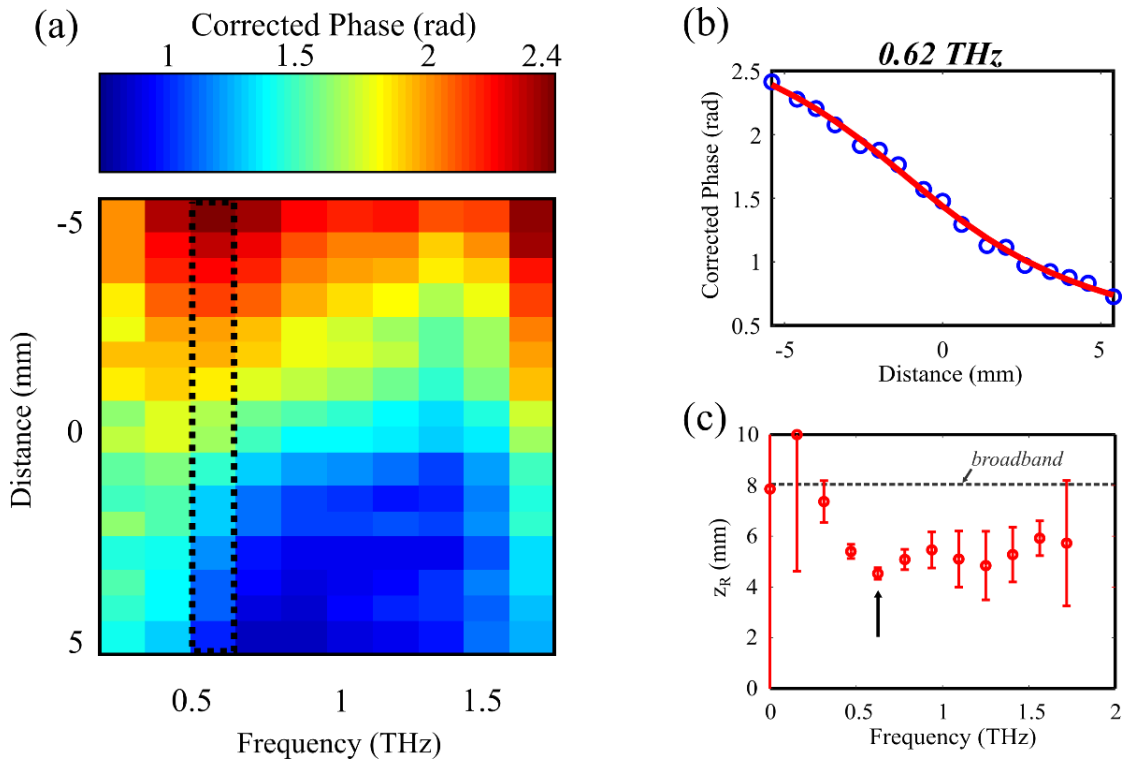 (a)
Corrected Phase (rad)
1 1.5 2 2.4
-5
0
5
Distance (mm)
0.5 1 1.5
Frequency (THz)
(b)
0.62 THz
2.5
2
1.5
1
0.5
Corrected Phase (rad)
-5 0 5
Distance (mm)
(c)
10
8
6
4
2
0
zR (mm)
broadband
0 0.5 1 1.5 2
Frequency (THz)